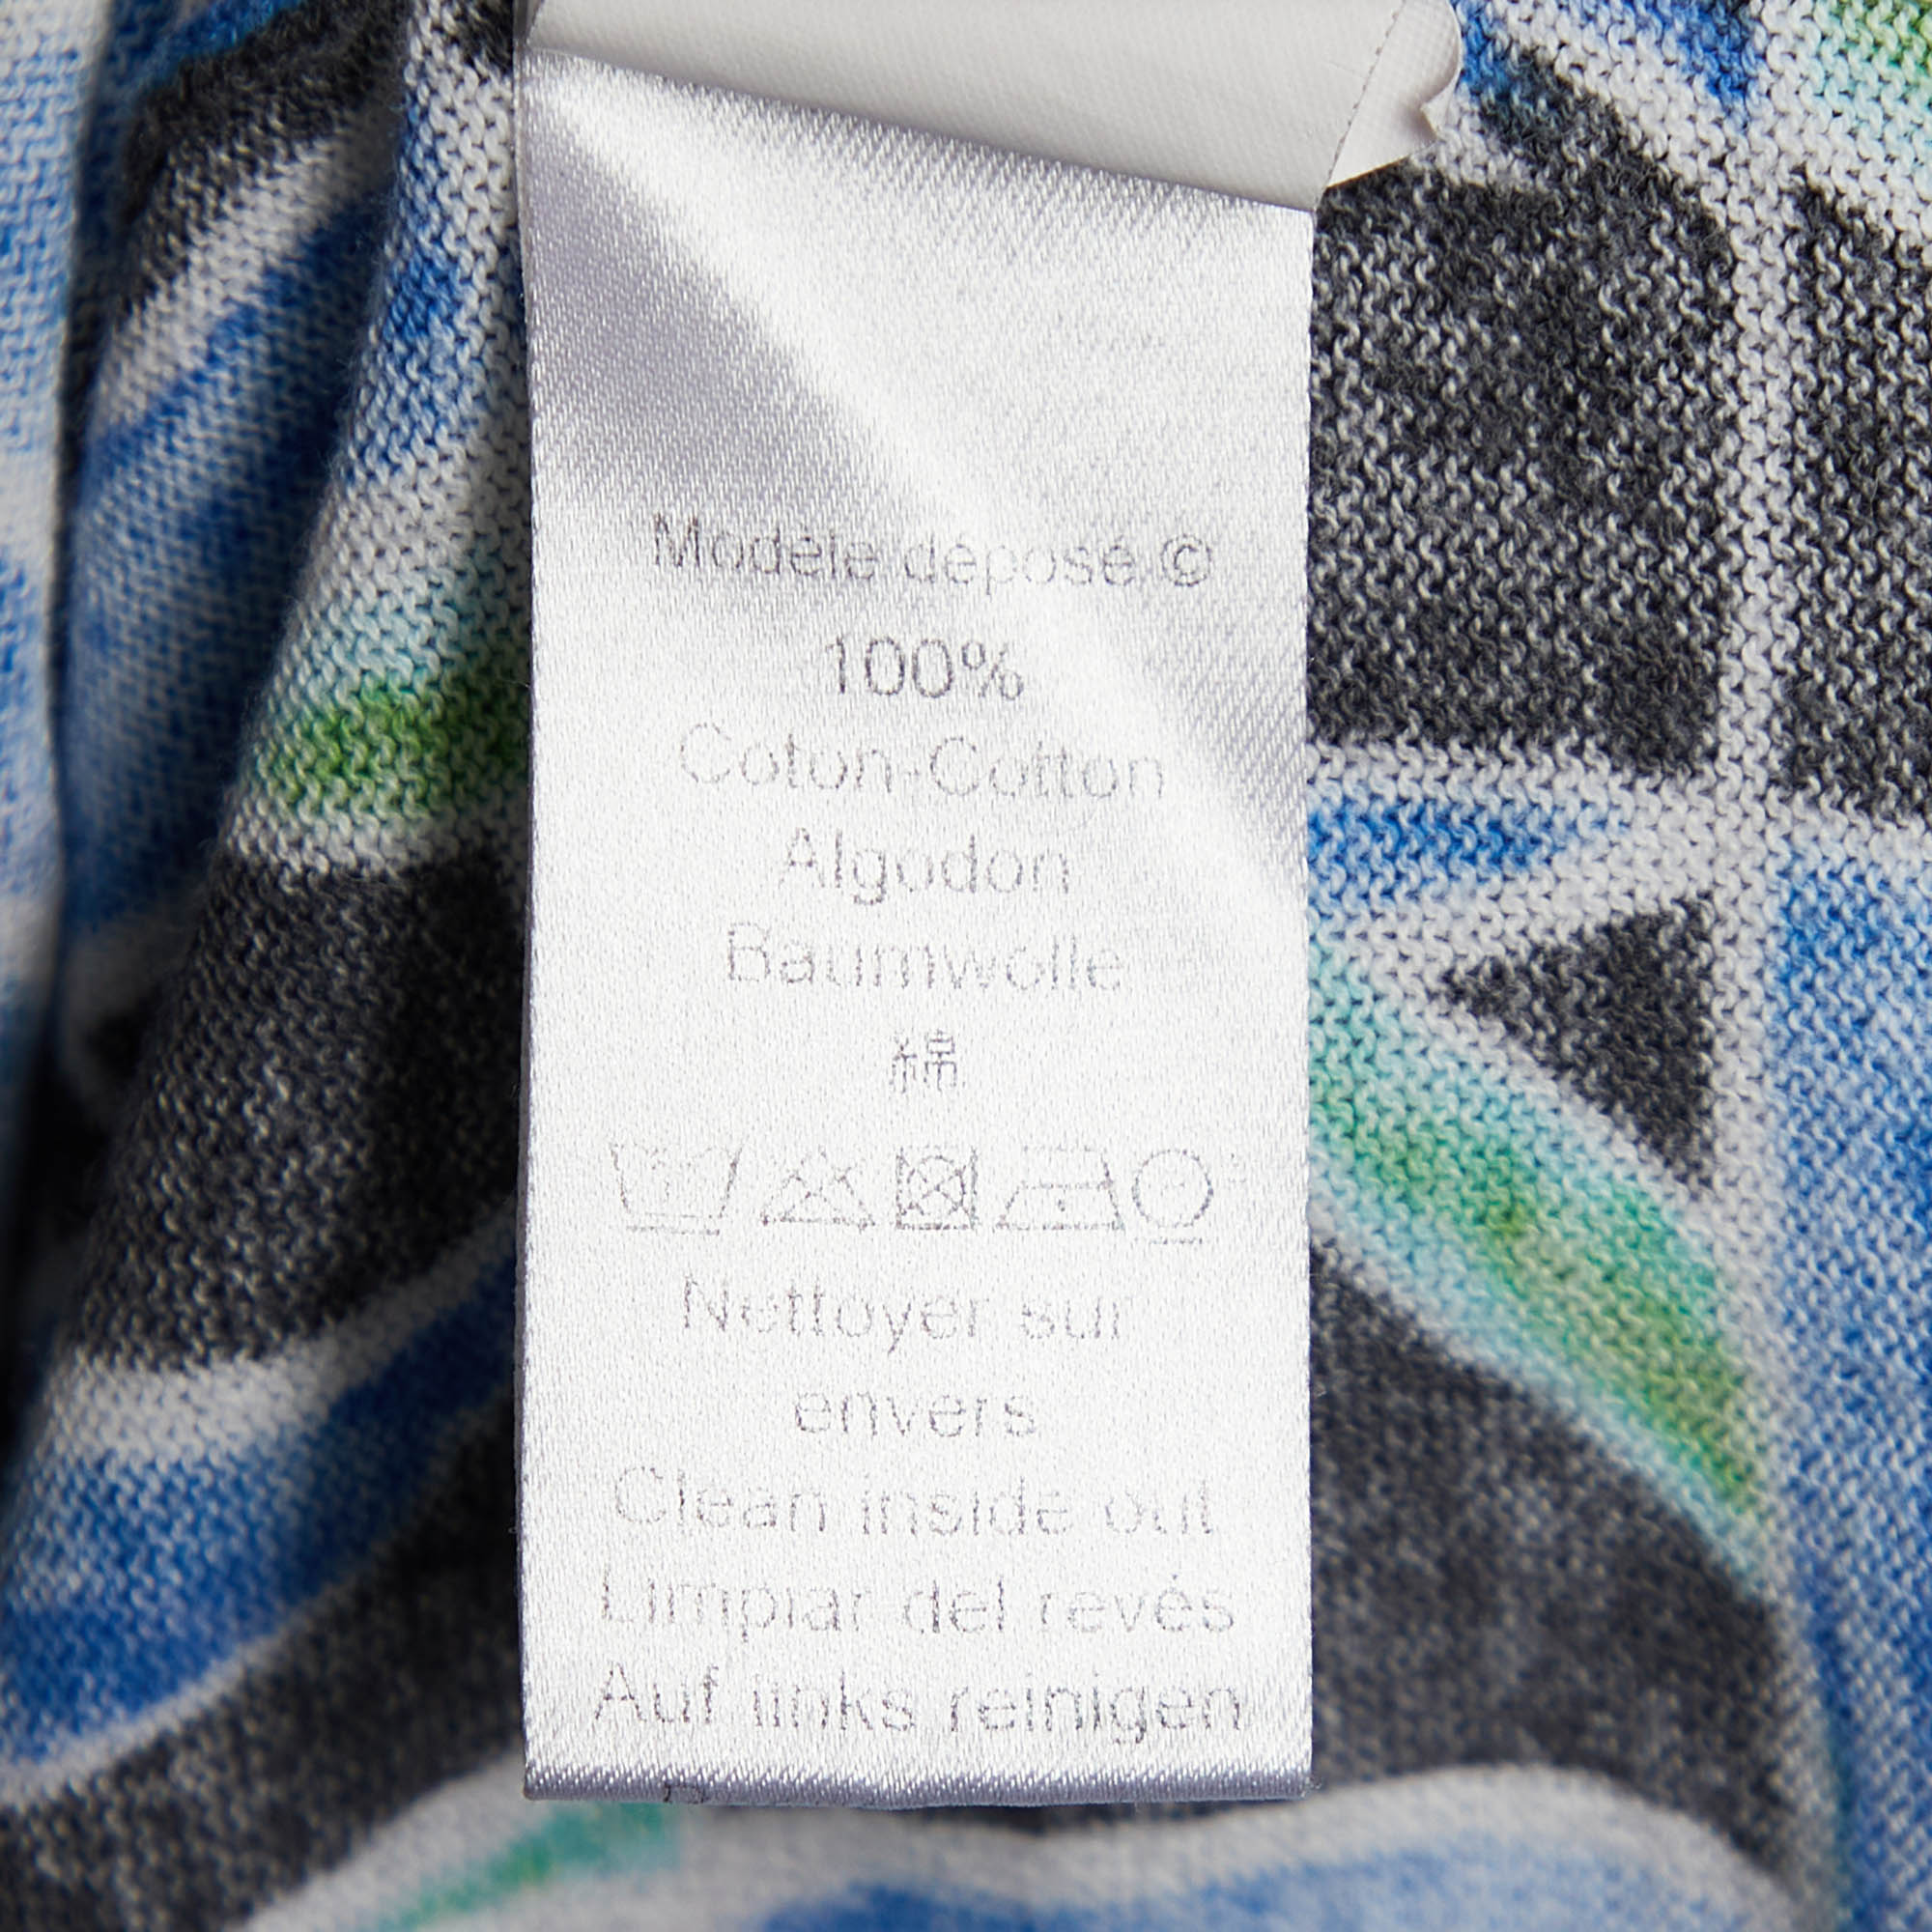 Modèle déposé ©
100%
Coton-Cotton
Algodon
Baumwolle
綿
Nettoyer sur
envers
Clean inside out
Limpiar del revés
Auf links reinigen